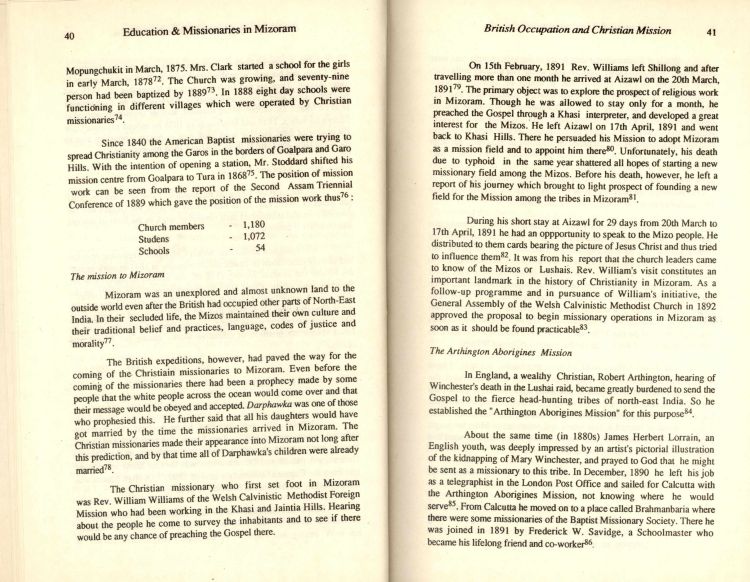 40
Education & Missionaries in Mizoram
Mopungchukit in March, 1875. Mrs. Clark started a school for the girls
in early March, 1878⁷². The Church was growing, and seventy-nine
person had been baptized by 1889⁷³. In 1888 eight day schools were
functioning in different villages which were operated by Christian
missionaries⁷⁴.
Since 1840 the American Baptist missionaries were trying to
spread Christianity among the Garos in the borders of Goalpara and Garo
Hills. With the intention of opening a station, Mr. Stoddard shifted his
mission centre from Goalpara to Tura in 1868⁷⁵. The position of mission
work can be seen from the report of the Second Assam Triennial
Conference of 1889 which gave the position of the mission work thus⁷⁶ ;
Church members - 1,180
Studens - 1,072
Schools - 54
The mission to Mizoram
Mizoram was an unexplored and almost unknown land to the
outside world even after the British had occupied other parts of North-East
India. In their secluded life, the Mizos maintained their own culture and
their traditional belief and practices, language, codes of justice and
morality⁷⁷.
The British expeditions, however, had paved the way for the
coming of the Christiain missionaries to Mizoram. Even before the
coming of the missionaries there had been a prophecy made by some
people that the white people across the ocean would come over and that
their message would be obeyed and accepted. Darphawka was one of those
who prophesied this. He further said that all his daughters would have
got married by the time the missionaries arrived in Mizoram. The
Christian missionaries made their appearance into Mizoram not long after
this prediction, and by that time all of Darphawka's children were already
married⁷⁸.
The Christian missionary who first set foot in Mizoram
was Rev. William Williams of the Welsh Calvinistic Methodist Foreign
Mission who had been working in the Khasi and Jaintia Hills. Hearing
about the people he come to survey the inhabitants and to see if there
would be any chance of preaching the Gospel there.
British Occupation and Christian Mission
41
On 15th February, 1891 Rev. Williams left Shillong and after
travelling more than one month he arrived at Aizawl on the 20th March,
1891⁷⁹. The primary object was to explore the prospect of religious work
in Mizoram. Though he was allowed to stay only for a month, he
preached the Gospel through a Khasi interpreter, and developed a great
interest for the Mizos. He left Aizawl on 17th April, 1891 and went
back to Khasi Hills. There he persuaded his Mission to adopt Mizoram
as a mission field and to appoint him there⁸⁰. Unfortunately, his death
due to typhoid in the same year shattered all hopes of starting a new
missionary field among the Mizos. Before his death, however, he left a
report of his journey which brought to light prospect of founding a new
field for the Mission among the tribes in Mizoram⁸¹.
During his short stay at Aizawl for 29 days from 20th March to
17th April, 1891 he had an oppportunity to speak to the Mizo people. He
distributed to them cards bearing the picture of Jesus Christ and thus tried
to influence them⁸². It was from his report that the church leaders came
to know of the Mizos or Lushais. Rev. William's visit constitutes an
important landmark in the history of Christianity in Mizoram. As a
follow-up programme and in pursuance of William's initiative, the
General Assembly of the Welsh Calvinistic Methodist Church in 1892
approved the proposal to begin missionary operations in Mizoram as
soon as it should be found practicable⁸³.
The Arthington Aborigines Mission
In England, a wealthy Christian, Robert Arthington, hearing of
Winchester's death in the Lushai raid, became greatly burdened to send the
Gospel to the fierce head-hunting tribes of north-east India. So he
established the "Arthington Aborigines Mission" for this purpose⁸⁴.
About the same time (in 1880s) James Herbert Lorrain, an
English youth, was deeply impressed by an artist's pictorial illustration
of the kidnapping of Mary Winchester, and prayed to God that he might
be sent as a missionary to this tribe. In December, 1890 he left his job
as a telegraphist in the London Post Office and sailed for Calcutta with
the Arthington Aborigines Mission, not knowing where he would
serve⁸⁵. From Calcutta he moved on to a place called Brahmanbaria where
there were some missionaries of the Baptist Missionary Society. There he
was joined in 1891 by Frederick W. Savidge, a Schoolmaster who
became his lifelong friend and co-worker⁸⁶.